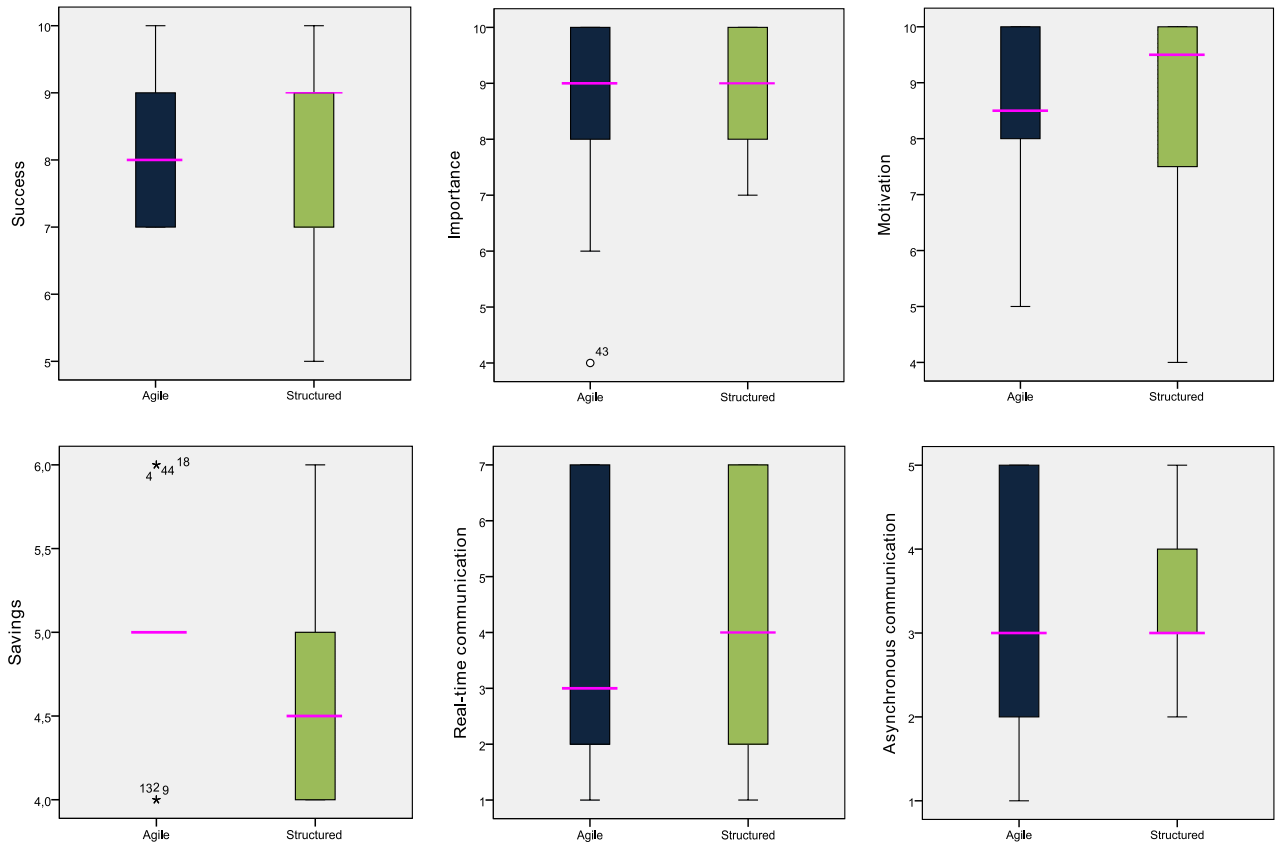 Success
10
9
8
7
6
5
Agile
Structured
Importance
10
9
8
7
6
5
4
43
Agile
Structured
Motivation
10
9
8
7
6
5
4
Agile
Structured
Savings
6,0
5,5
5,0
4,5
4,0
4 44 18
132 9
Agile
Structured
Real-time communication
7
6
5
4
3
2
1
Agile
Structured
Asynchronous communication
5
4
3
2
1
Agile
Structured